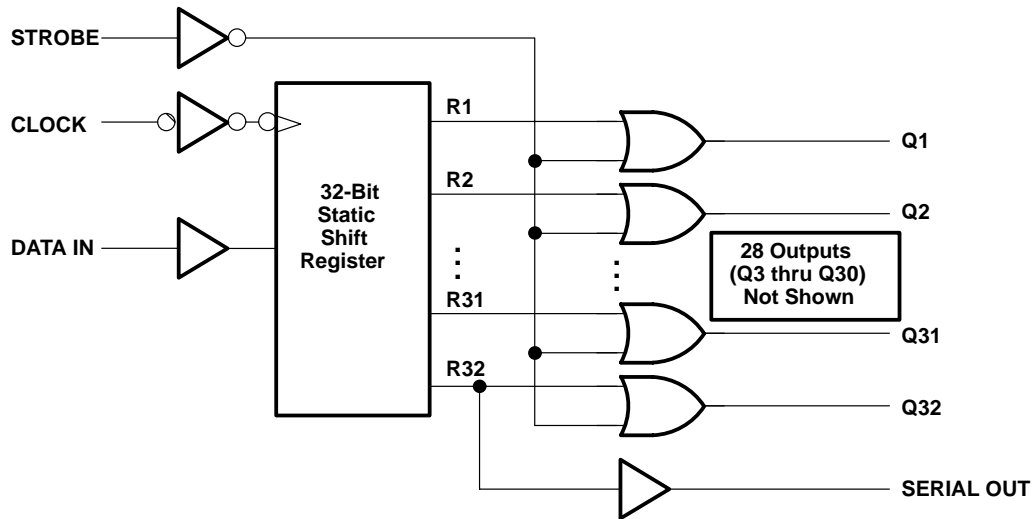 STROBE
CLOCK
DATA IN
32-Bit
Static
Shift
Register
R1
R2
R31
R32
28 Outputs
(Q3 thru Q30)
Not Shown
Q1
Q2
Q31
Q32
SERIAL OUT